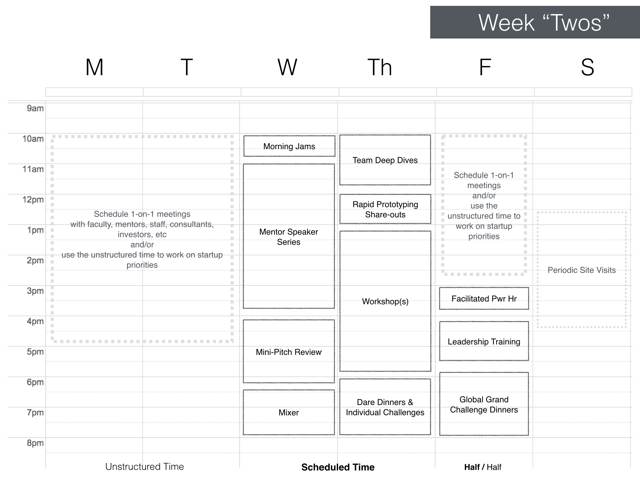 Week “Twos”
M T W Th F S
9am
10am
11am
12pm
1pm
2pm
3pm
4pm
5pm
6pm
7pm
8pm
Schedule 1-on-1 meetings
with faculty, mentors, staff, consultants,
investors, etc
and/or
use the unstructured time to work on startup
priorities
Morning Jams
Mentor Speaker
Series
Mini-Pitch Review
Mixer
Team Deep Dives
Rapid Prototyping
Share-outs
Workshop(s)
Dare Dinners &
Individual Challenges
Schedule 1-on-1
meetings
and/or
use the
unstructured time to
work on startup
priorities
Facilitated Pwr Hr
Leadership Training
Global Grand
Challenge Dinners
Periodic Site Visits
Unstructured Time
Scheduled Time
Half / Half